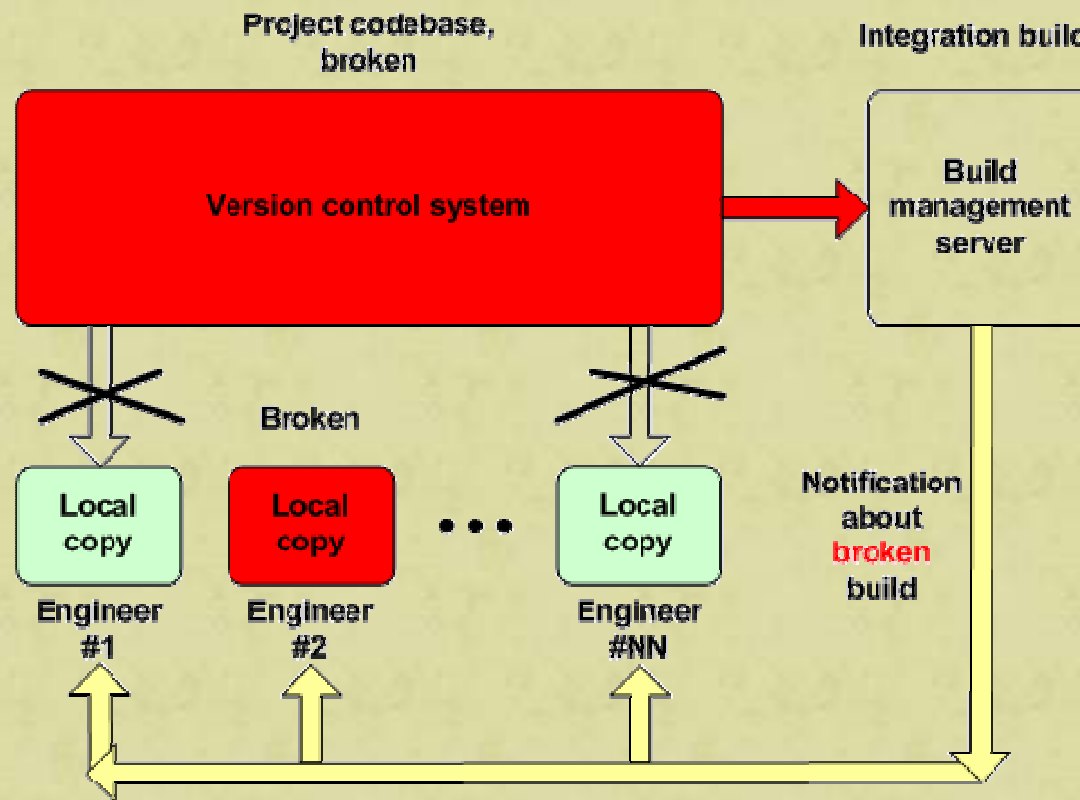 Project codebase,
broken
Integration build
Version control system
Build
management
server
Broken
Local
copy
Local
copy
Local
copy
Notification
about
broken
build
Engineer
#1
Engineer
#2
Engineer
#NN